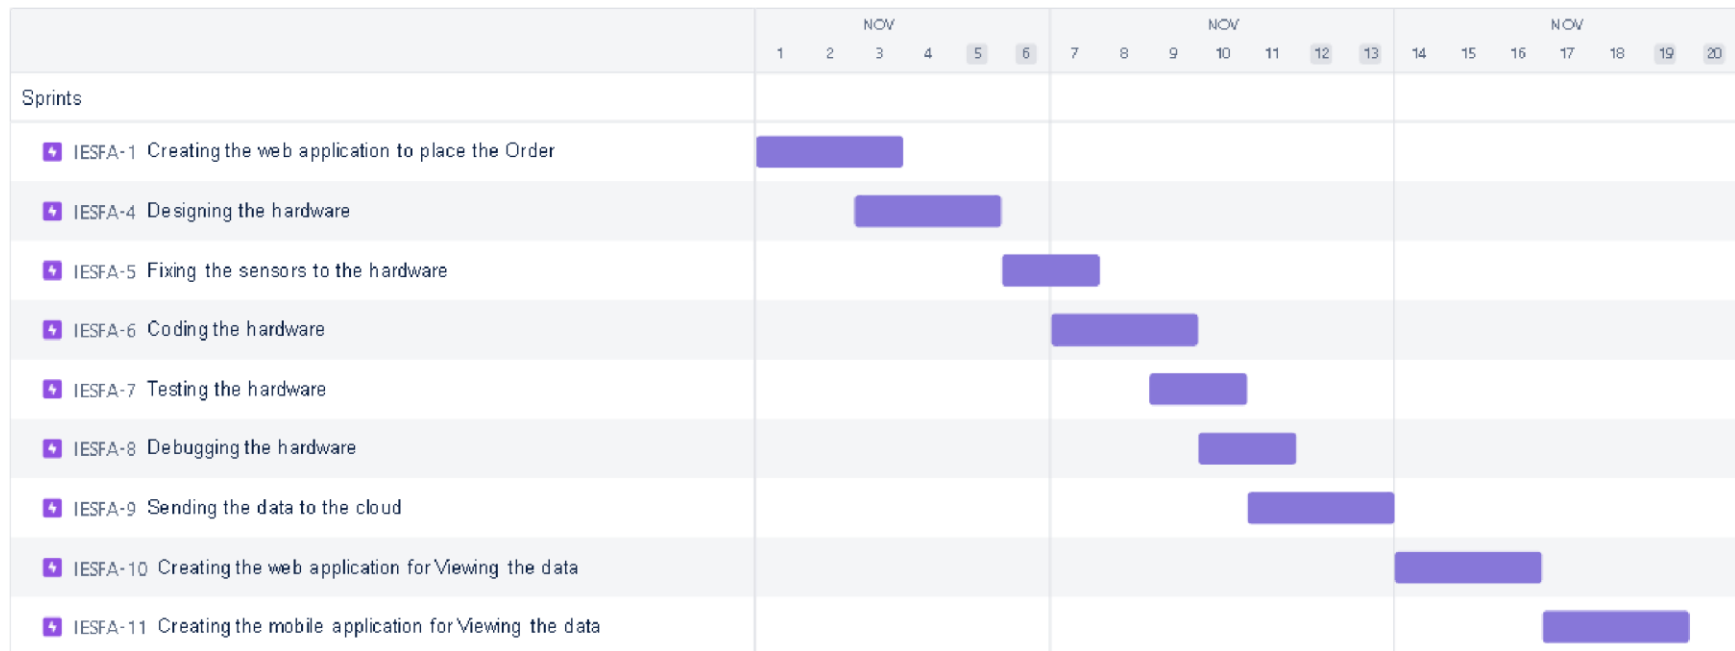 NOV NOV NOV
1 2 3 4 5 6 7 8 9 10 11 12 13 14 15 16 17 18 19 20
Sprints
IESFA-1 Creating the web application to place the Order
IESFA-4 Designing the hardware
IESFA-5 Fixing the sensors to the hardware
IESFA-6 Coding the hardware
IESFA-7 Testing the hardware
IESFA-8 Debugging the hardware
IESFA-9 Sending the data to the cloud
IESFA-10 Creating the web application for Viewing the data
IESFA-11 Creating the mobile application for Viewing the data